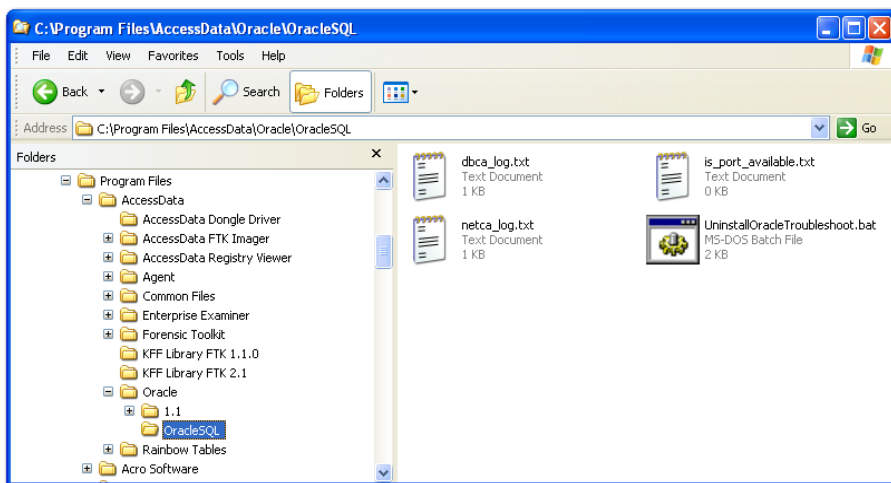 C:\Program Files\AccessData\Oracle\OracleSQL
File Edit View Favorites Tools Help
Back Search Folders
Address C:\Program Files\AccessData\Oracle\OracleSQL Go
Folders
Program Files
AccessData
AccessData Dongle Driver
AccessData FTK Imager
AccessData Registry Viewer
Agent
Common Files
Enterprise Examiner
Forensic Toolkit
KFF Library FTK 1.1.0
KFF Library FTK 2.1
Oracle
1.1
OracleSQL
Rainbow Tables
Acro Software
dbca_log.txt
Text Document
1 KB
is_port_available.txt
Text Document
0 KB
netca_log.txt
Text Document
1 KB
UninstallOracleTroubleshoot.bat
MS-DOS Batch File
2 KB